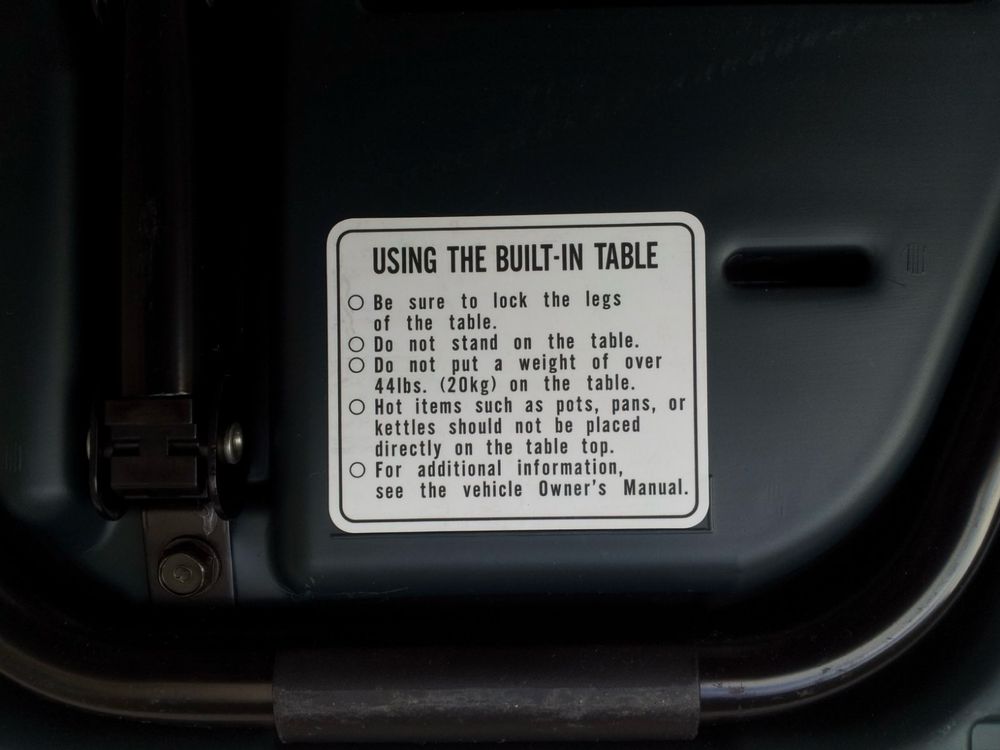 USING THE BUILT-IN TABLE
○ Be sure to lock the legs
of the table.
○ Do not stand on the table.
○ Do not put a weight of over
44lbs. (20kg) on the table.
○ Hot items such as pots, pans, or
kettles should not be placed
directly on the table top.
○ For additional information,
see the vehicle Owner's Manual.